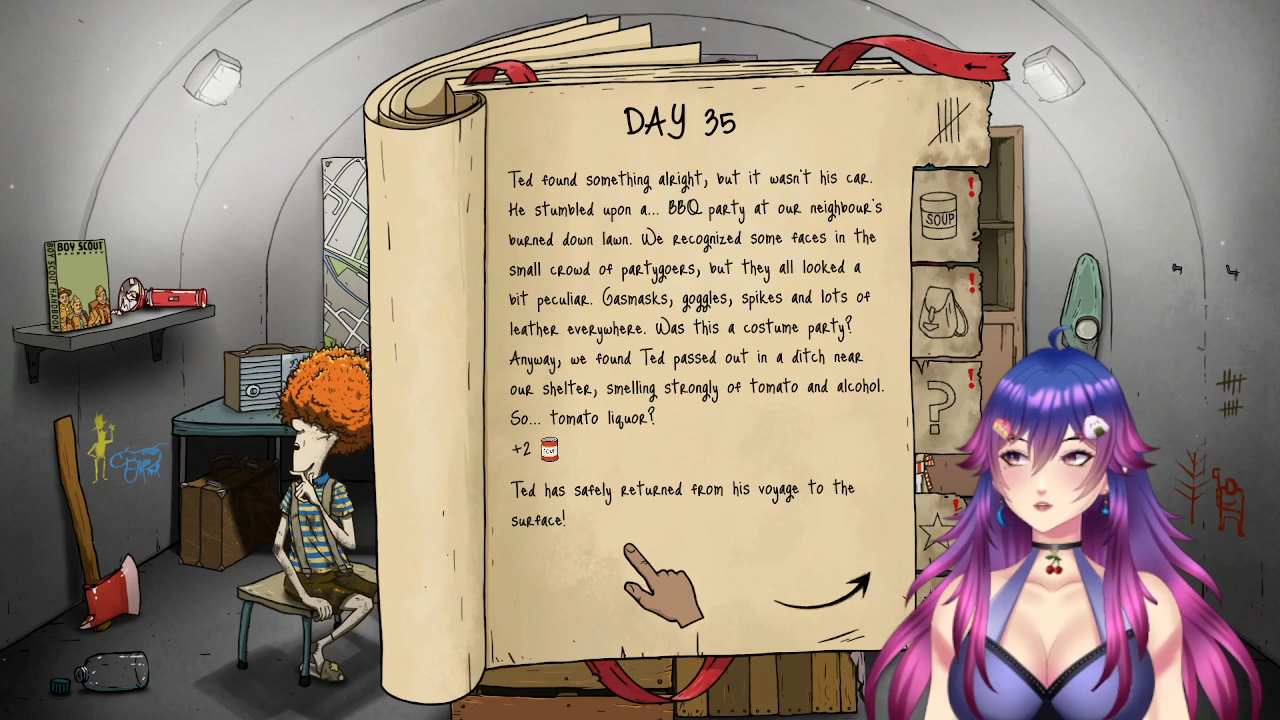 DAY 35
Ted found something alright, but it wasn't his car.
He stumbled upon a... BBQ party at our neighbour's
burned down lawn. We recognized some faces in the
small crowd of partygoers, but they all looked a
bit peculiar. Gasmasks, goggles, spikes and lots of
leather everywhere. Was this a costume party?
Anyway, we found Ted passed out in a ditch near
our shelter, smelling strongly of tomato and alcohol.
So... tomato liquor?
+2
SOUP
Ted has safely returned from his voyage to the
surface!
!
SOUP
!
!
?
!
BOY SCOUT
BOY SCOUT HANDBOOK